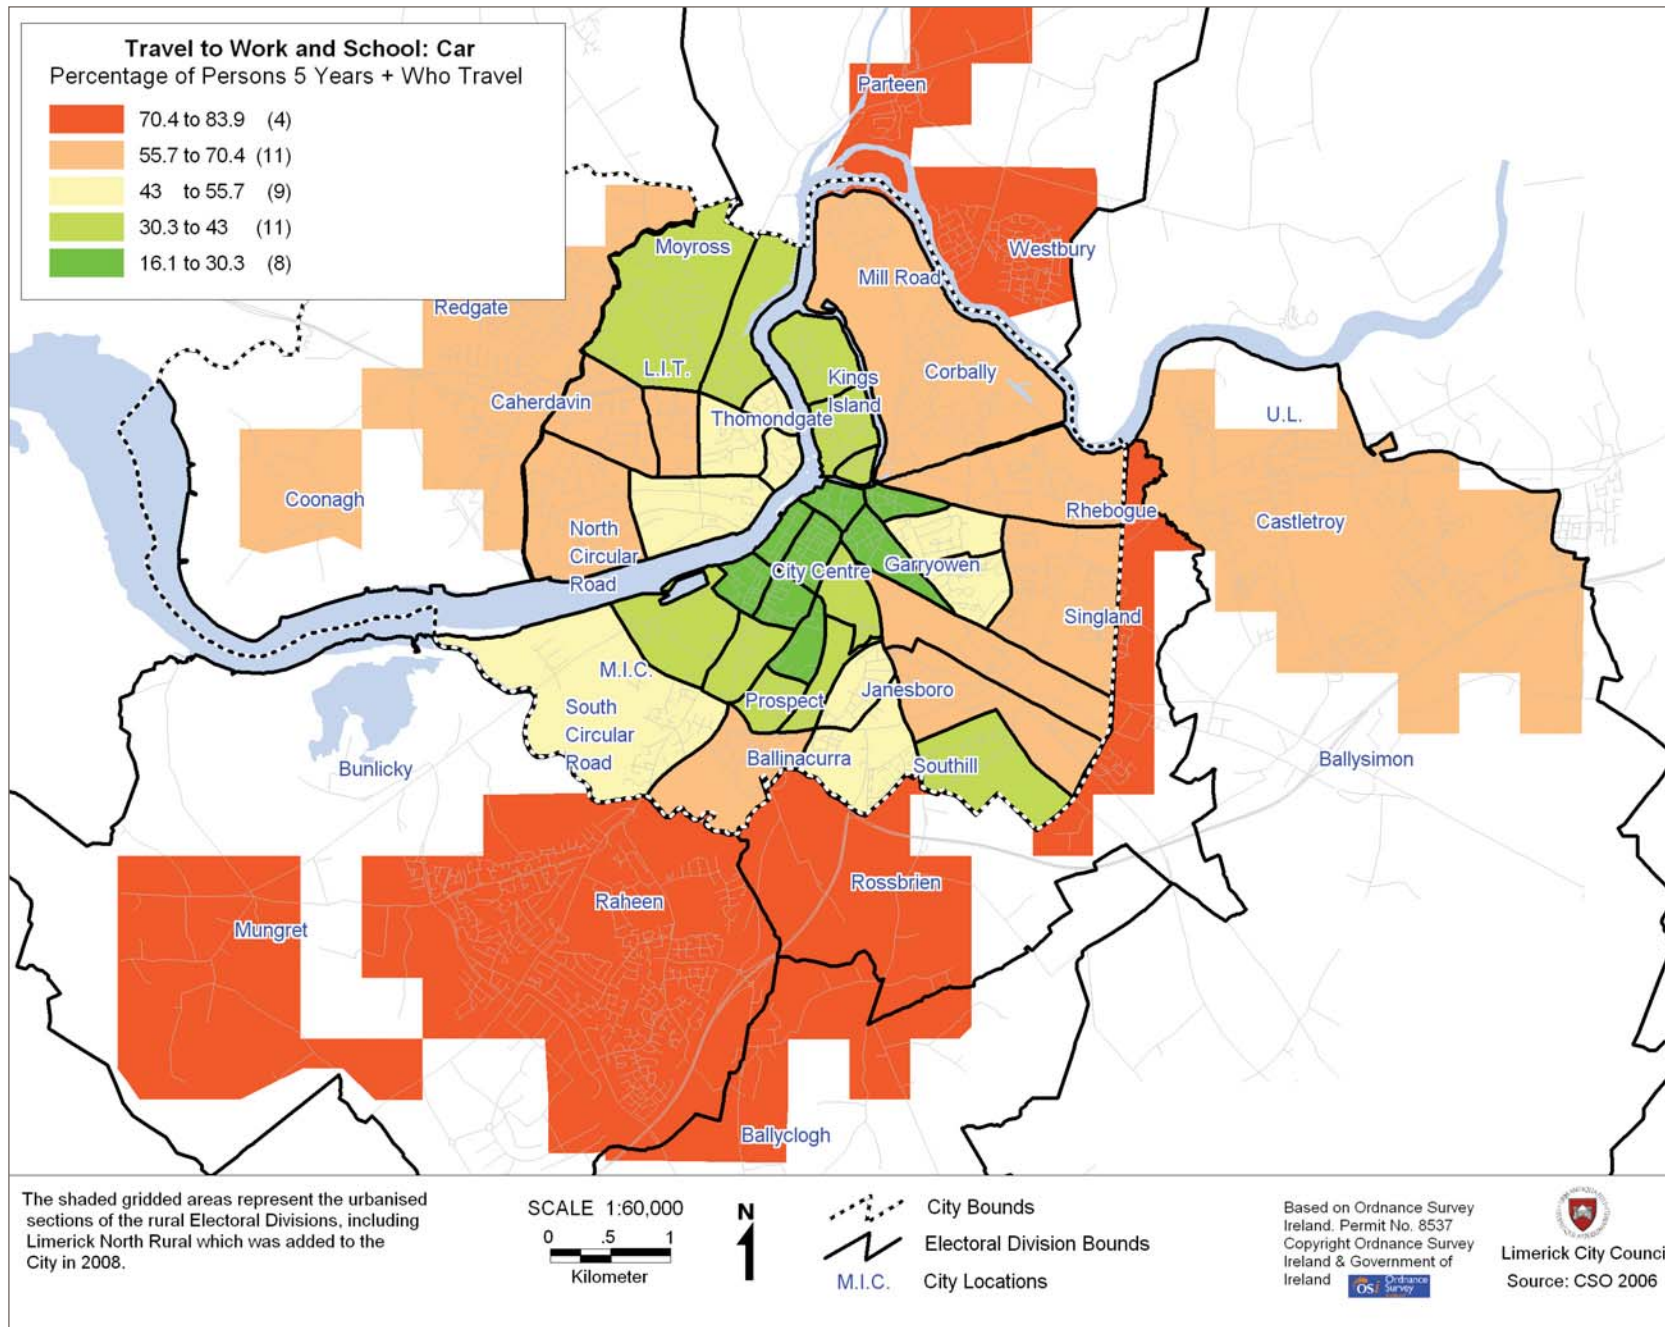 Travel to Work and School: Car
Percentage of Persons 5 Years + Who Travel
70.4 to 83.9 (4)
55.7 to 70.4 (11)
43 to 55.7 (9)
30.3 to 43 (11)
16.1 to 30.3 (8)
Parteen
Moyross
Westbury
Mill Road
Redgate
L.I.T.
Kings
Island
Corbally
Caherdavin
Thomondgate
U.L.
Coonagh
Rhebogue
Castletroy
North
Circular
Road
City Centre
Garryowen
Singland
M.I.C.
Prospect
Janesboro
South
Circular
Road
Ballinacurra
Southill
Bunlicky
Ballysimon
Rossbrien
Raheen
Mungret
Ballyclogh
The shaded gridded areas represent the urbanised
sections of the rural Electoral Divisions, including
Limerick North Rural which was added to the
City in 2008.
SCALE 1:60,000
0 .5 1
Kilometer
N
City Bounds
Electoral Division Bounds
M.I.C. City Locations
Based on Ordnance Survey
Ireland. Permit No. 8537
Copyright Ordnance Survey
Ireland & Government of
Ireland
OSi Ordnance
Survey
Limerick City Counci
Source: CSO 2006